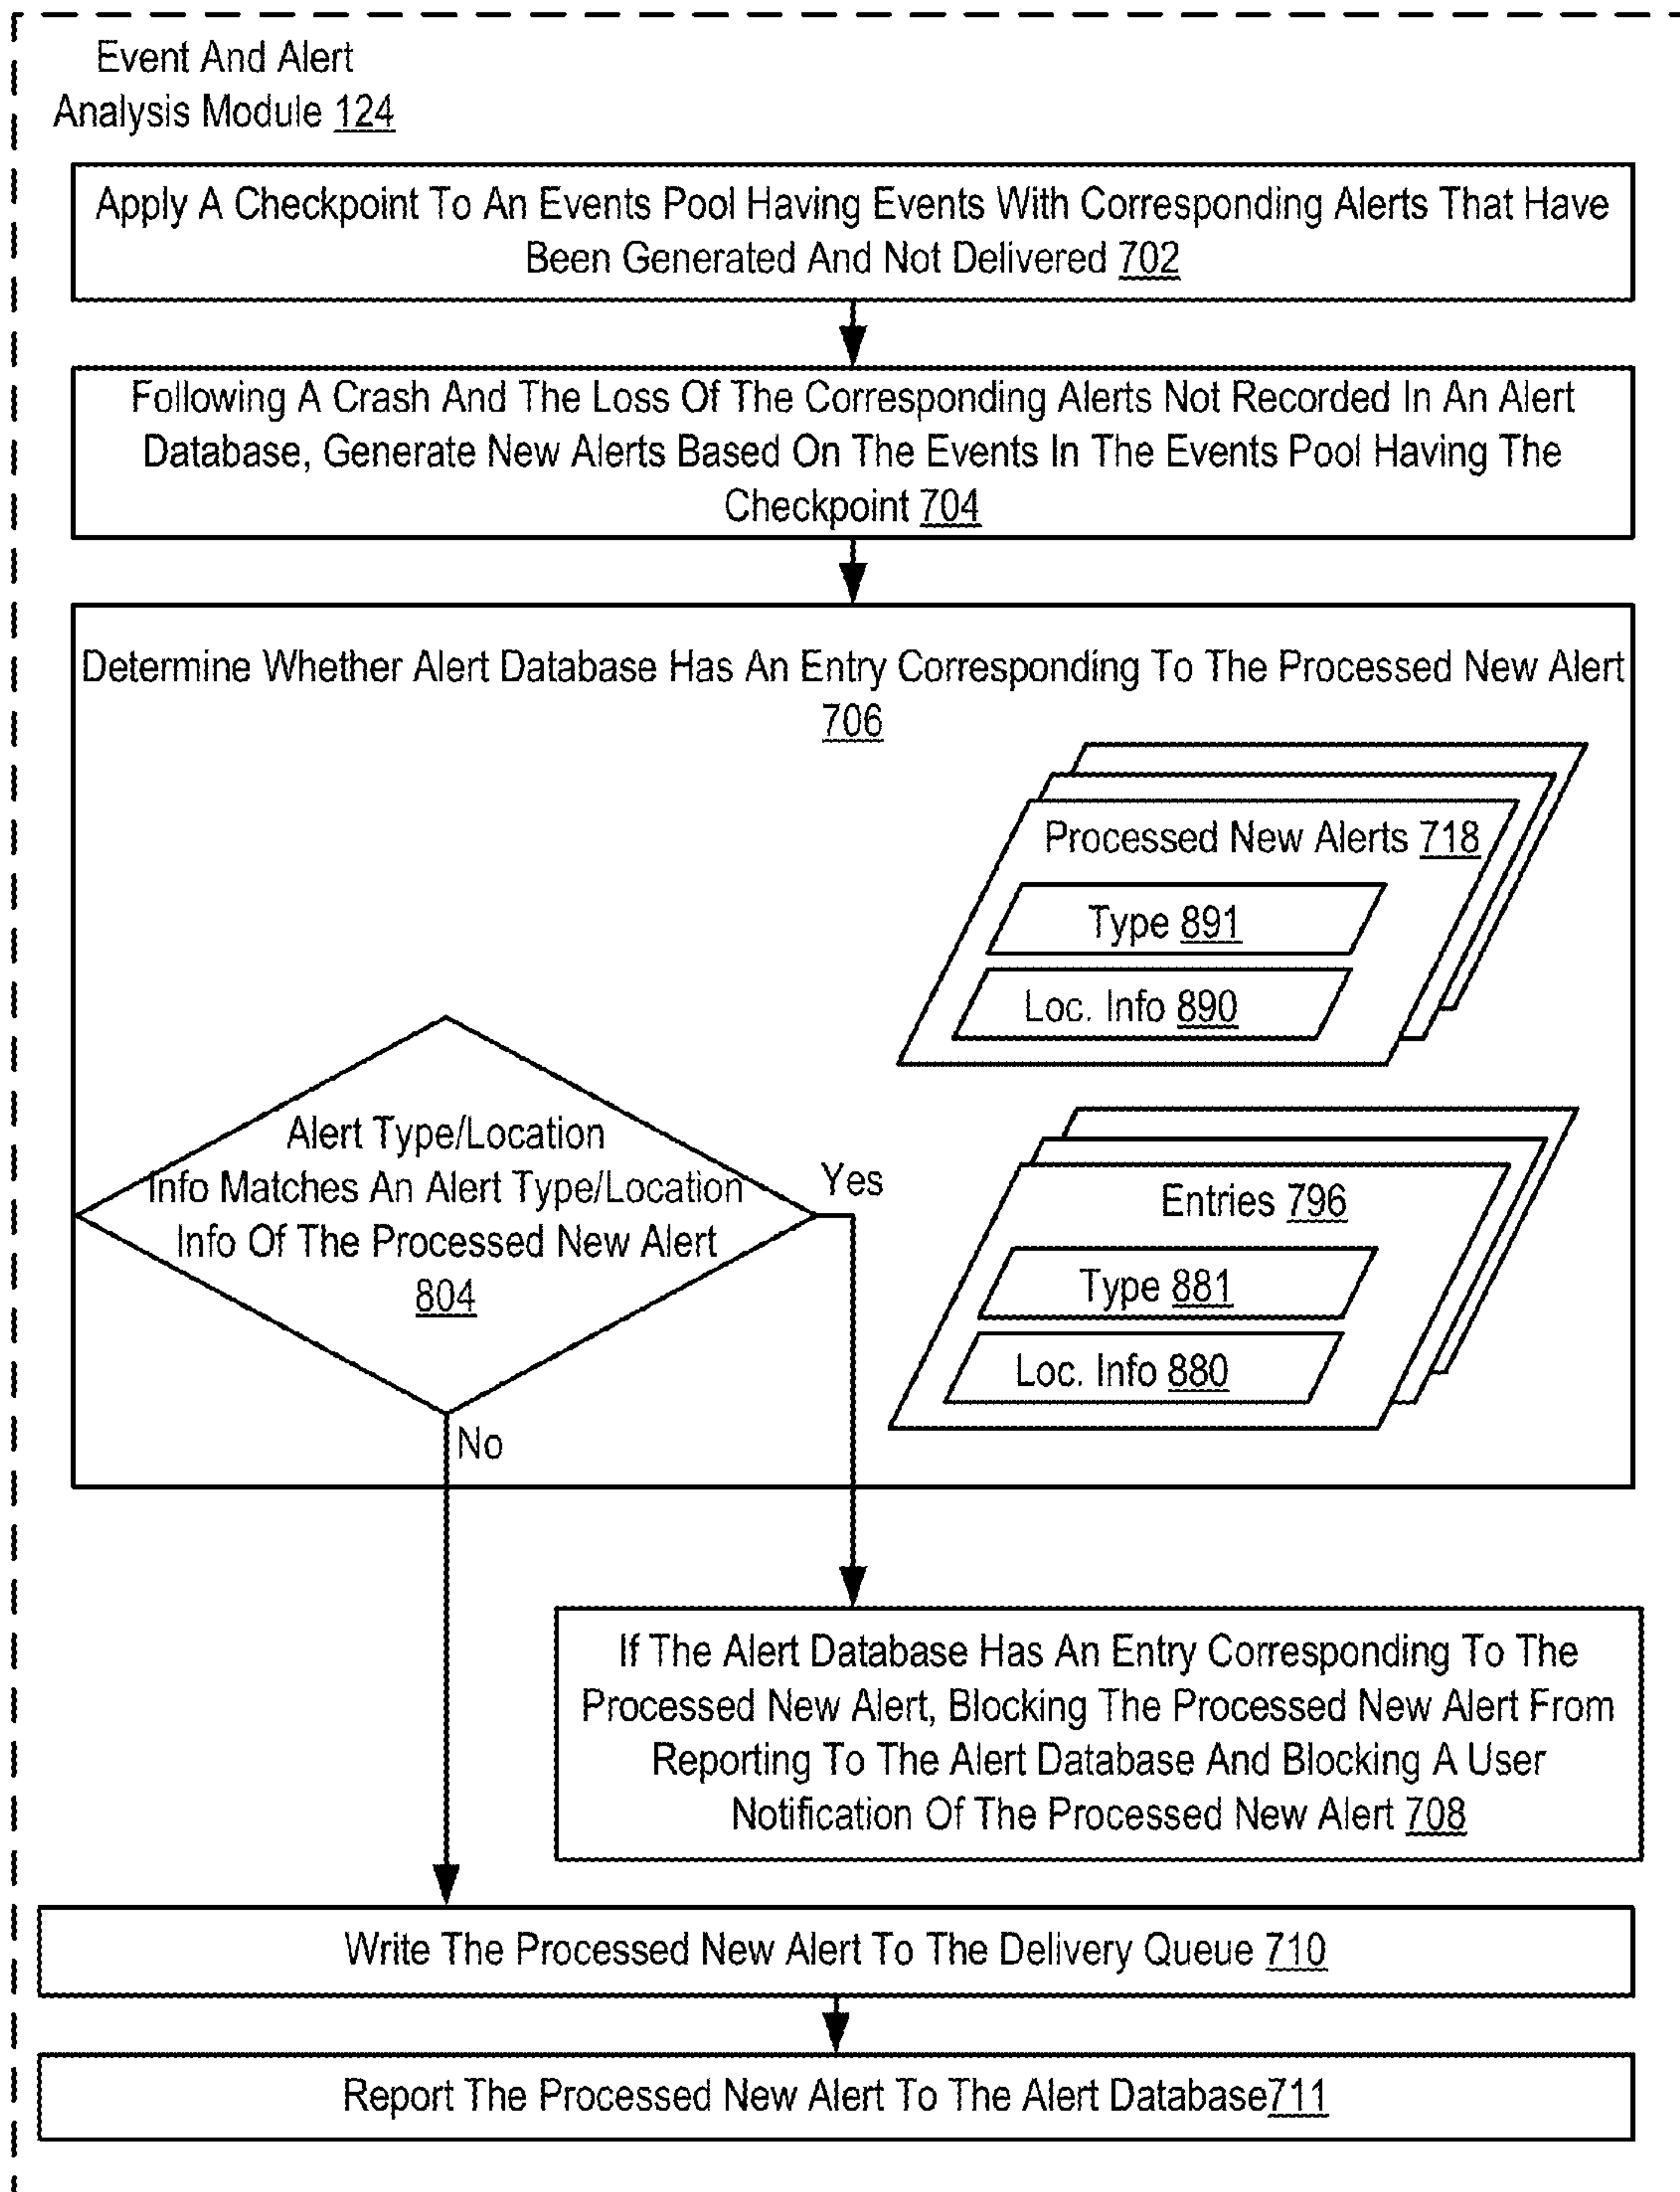 Event And Alert
Analysis Module 124
Apply A Checkpoint To An Events Pool Having Events With Corresponding Alerts That Have
Been Generated And Not Delivered 702
Following A Crash And The Loss Of The Corresponding Alerts Not Recorded In An Alert
Database, Generate New Alerts Based On The Events In The Events Pool Having The
Checkpoint 704
Determine Whether Alert Database Has An Entry Corresponding To The Processed New Alert
706
Processed New Alerts 718
Type 891
Loc. Info 890
Alert Type/Location
Info Matches An Alert Type/Location
Info Of The Processed New Alert
804
Yes
No
Entries 796
Type 881
Loc. Info 880
If The Alert Database Has An Entry Corresponding To The
Processed New Alert, Blocking The Processed New Alert From
Reporting To The Alert Database And Blocking A User
Notification Of The Processed New Alert 708
Write The Processed New Alert To The Delivery Queue 710
Report The Processed New Alert To The Alert Database711